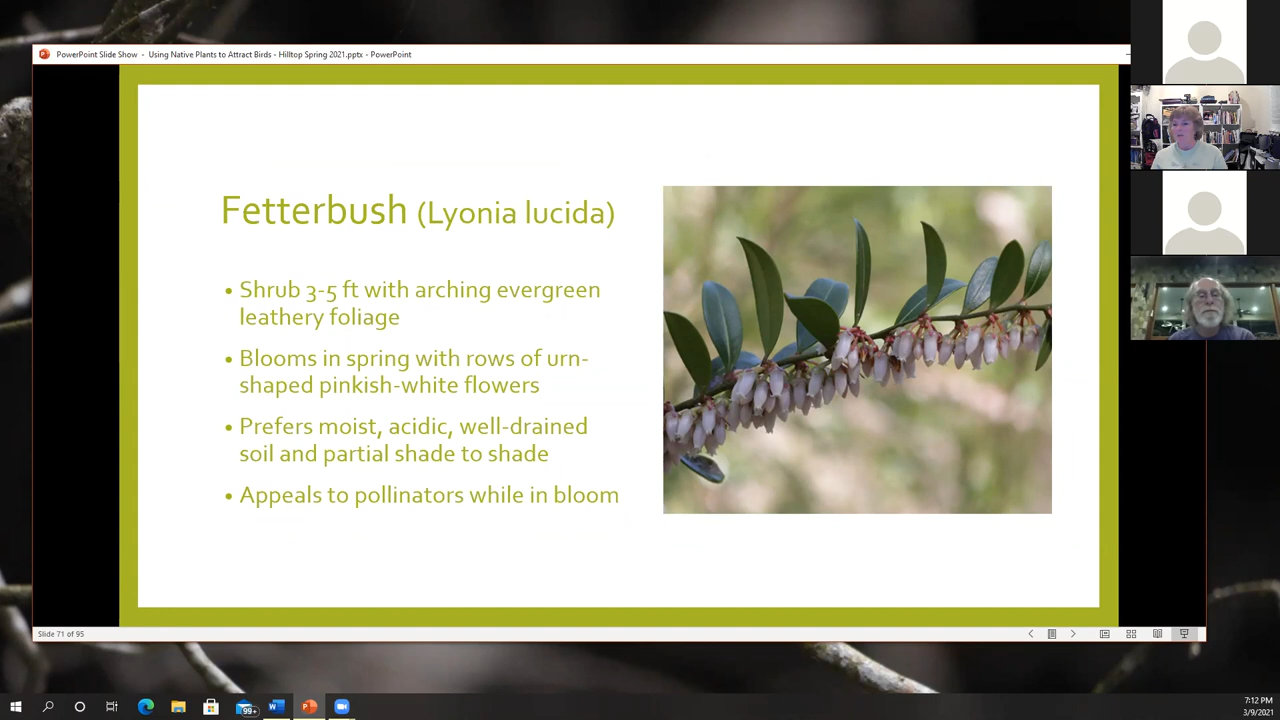 PowerPoint Slide Show - Using Native Plants to Attract Birds - Hilltop Spring 2021.pptx - PowerPoint
Fetterbush (Lyonia lucida)
• Shrub 3-5 ft with arching evergreen
leathery foliage
• Blooms in spring with rows of urn-
shaped pinkish-white flowers
• Prefers moist, acidic, well-drained
soil and partial shade to shade
• Appeals to pollinators while in bloom
Slide 71 of 95
99+
7:12 PM
3/9/2021